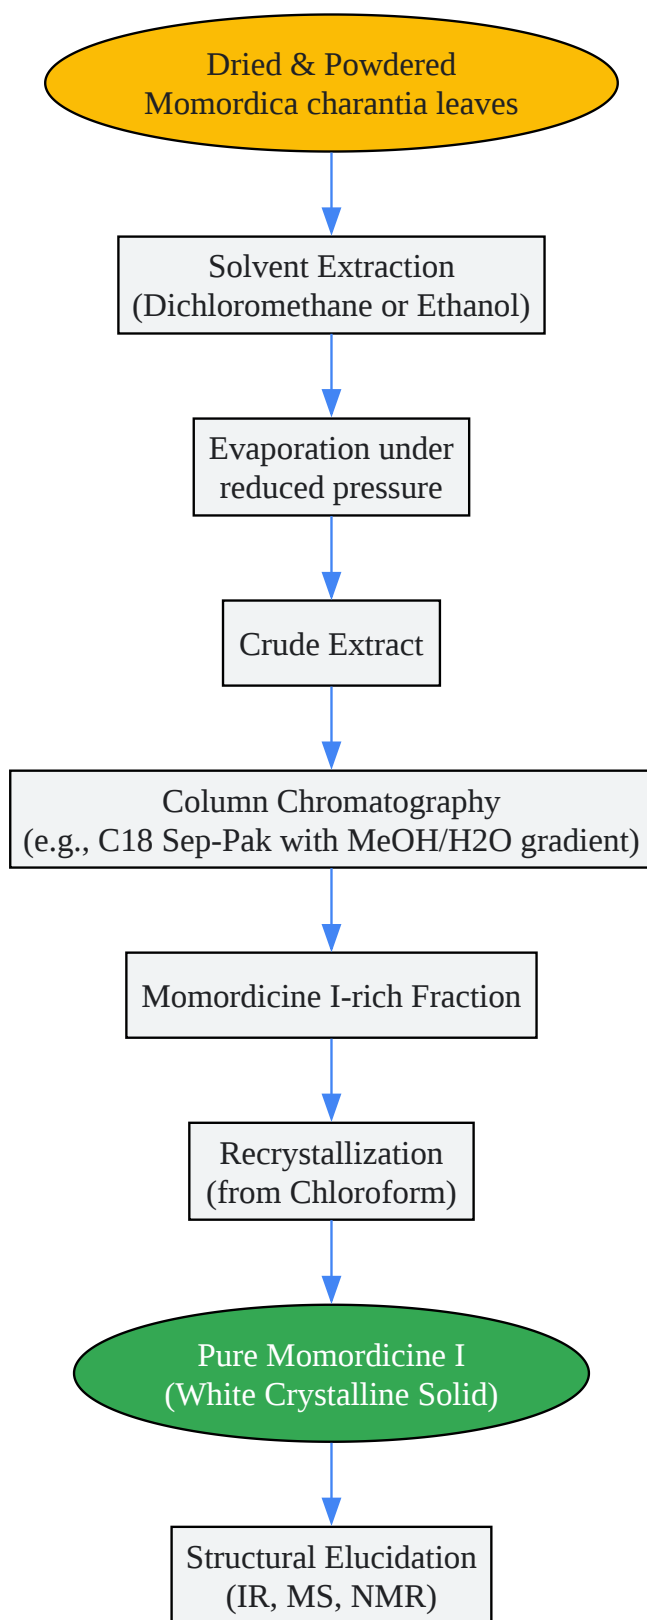 Dried & Powdered
Momordica charantia leaves
Solvent Extraction
(Dichloromethane or Ethanol)
Evaporation under
reduced pressure
Crude Extract
Column Chromatography
(e.g., C18 Sep-Pak with MeOH/H2O gradient)
Momordicine I-rich Fraction
Recrystallization
(from Chloroform)
Pure Momordicine I
(White Crystalline Solid)
Structural Elucidation
(IR, MS, NMR)